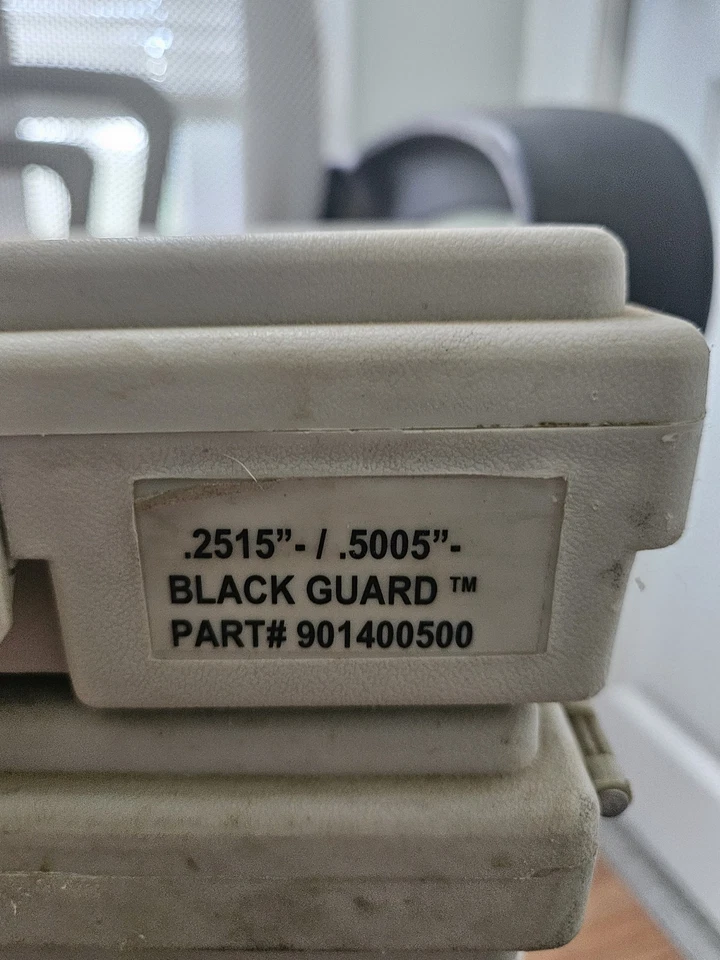 .2515”- / .5005”-
BLACK GUARD ™
PART# 901400500